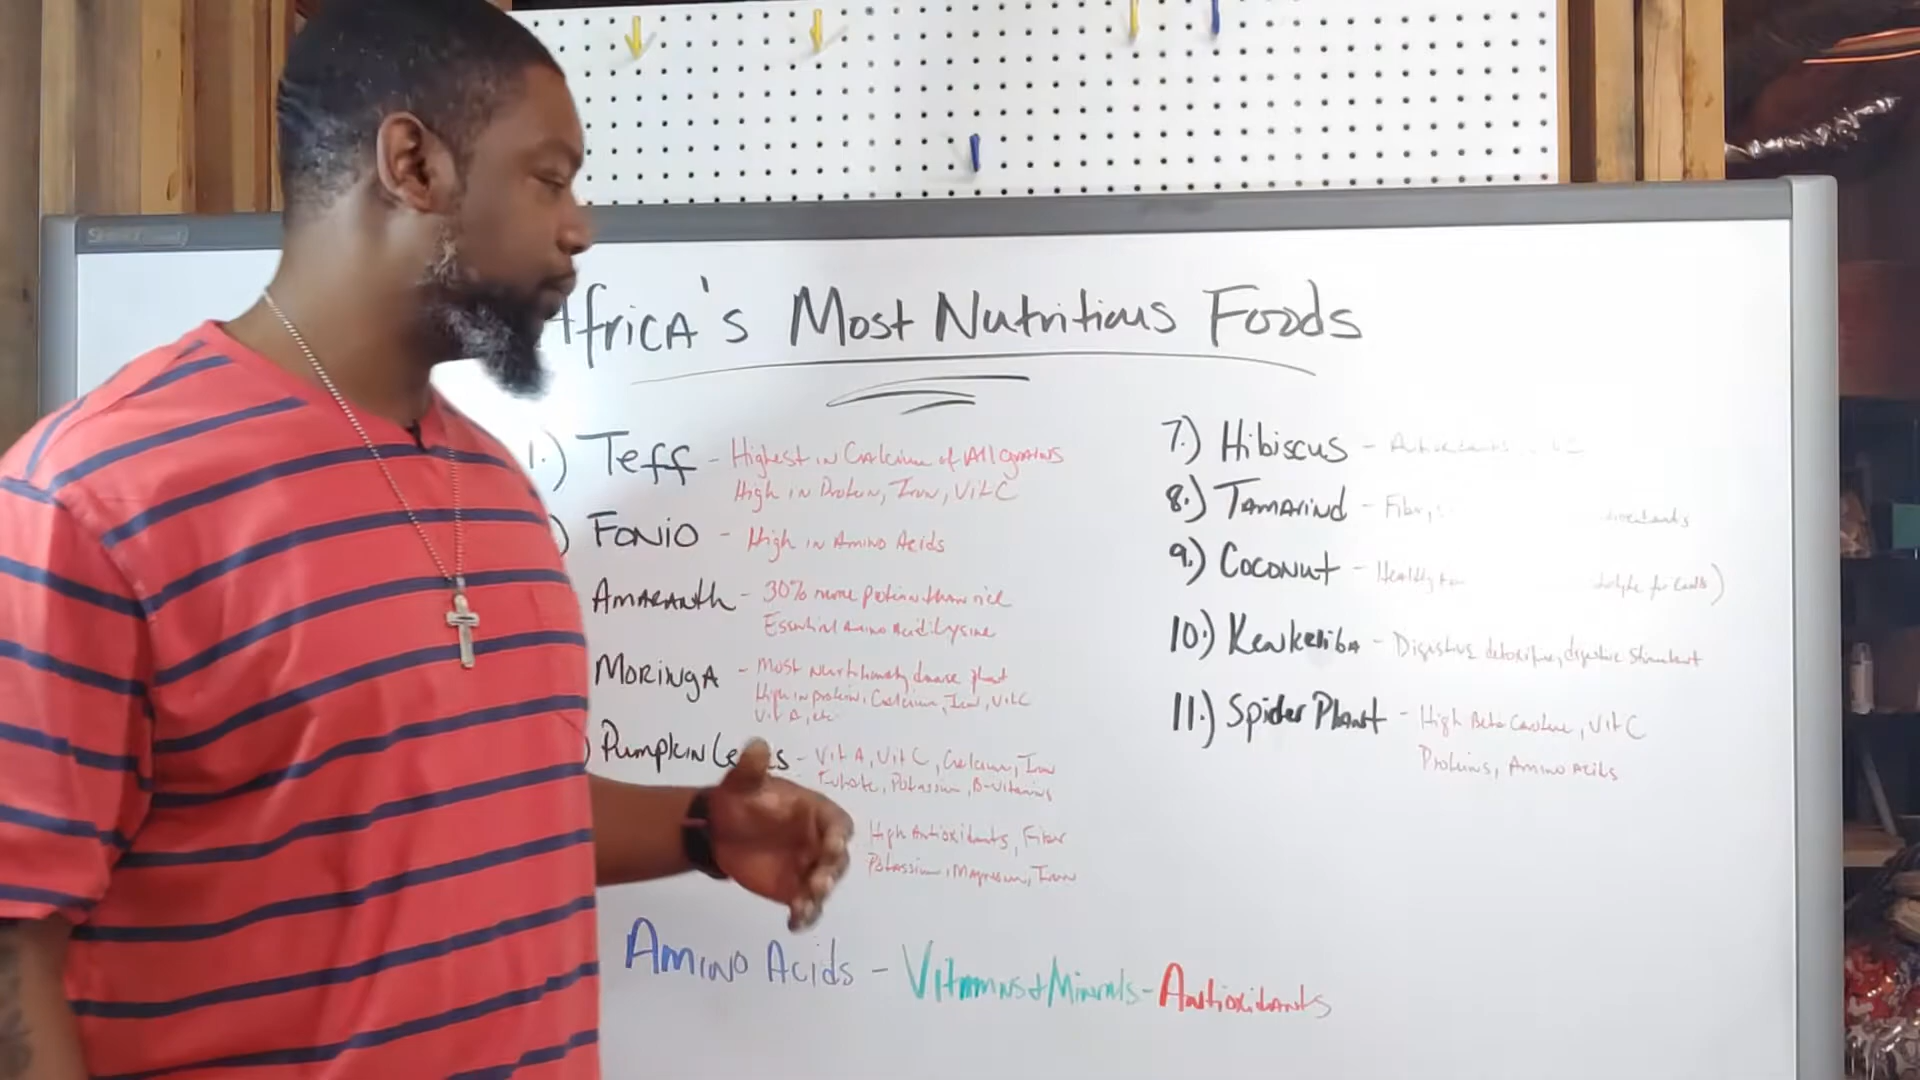 Africa's Most Nutritious Foods
1.) Teff - Highest in Calcium of All grains
High in Protein, Iron, Vit C
) Fonio - High in Amino Acids
Amaranth - 30% more protein than rice
Essential Amino Acid Lysine
Moringa - Most nutritionally dense plant
High in protein, Calcium, Iron, Vit C
Vit A, etc.
) Pumpkin Leaves - Vit A, Vit C, Calcium, Iron
Folate, Potassium, B-vitamins
High Antioxidants, Fiber
Potassium, Magnesium, Iron
7.) Hibiscus - Antioxidants
8.) Tamarind -
9.) Coconut - Healthy
10.) Kenkeliba - Digestive detoxifier, digestive stimulant
11.) Spider Plant - High Beta Carotene, Vit C
Proteins, Amino Acids
Amino Acids - Vitamins + Minerals - Antioxidants